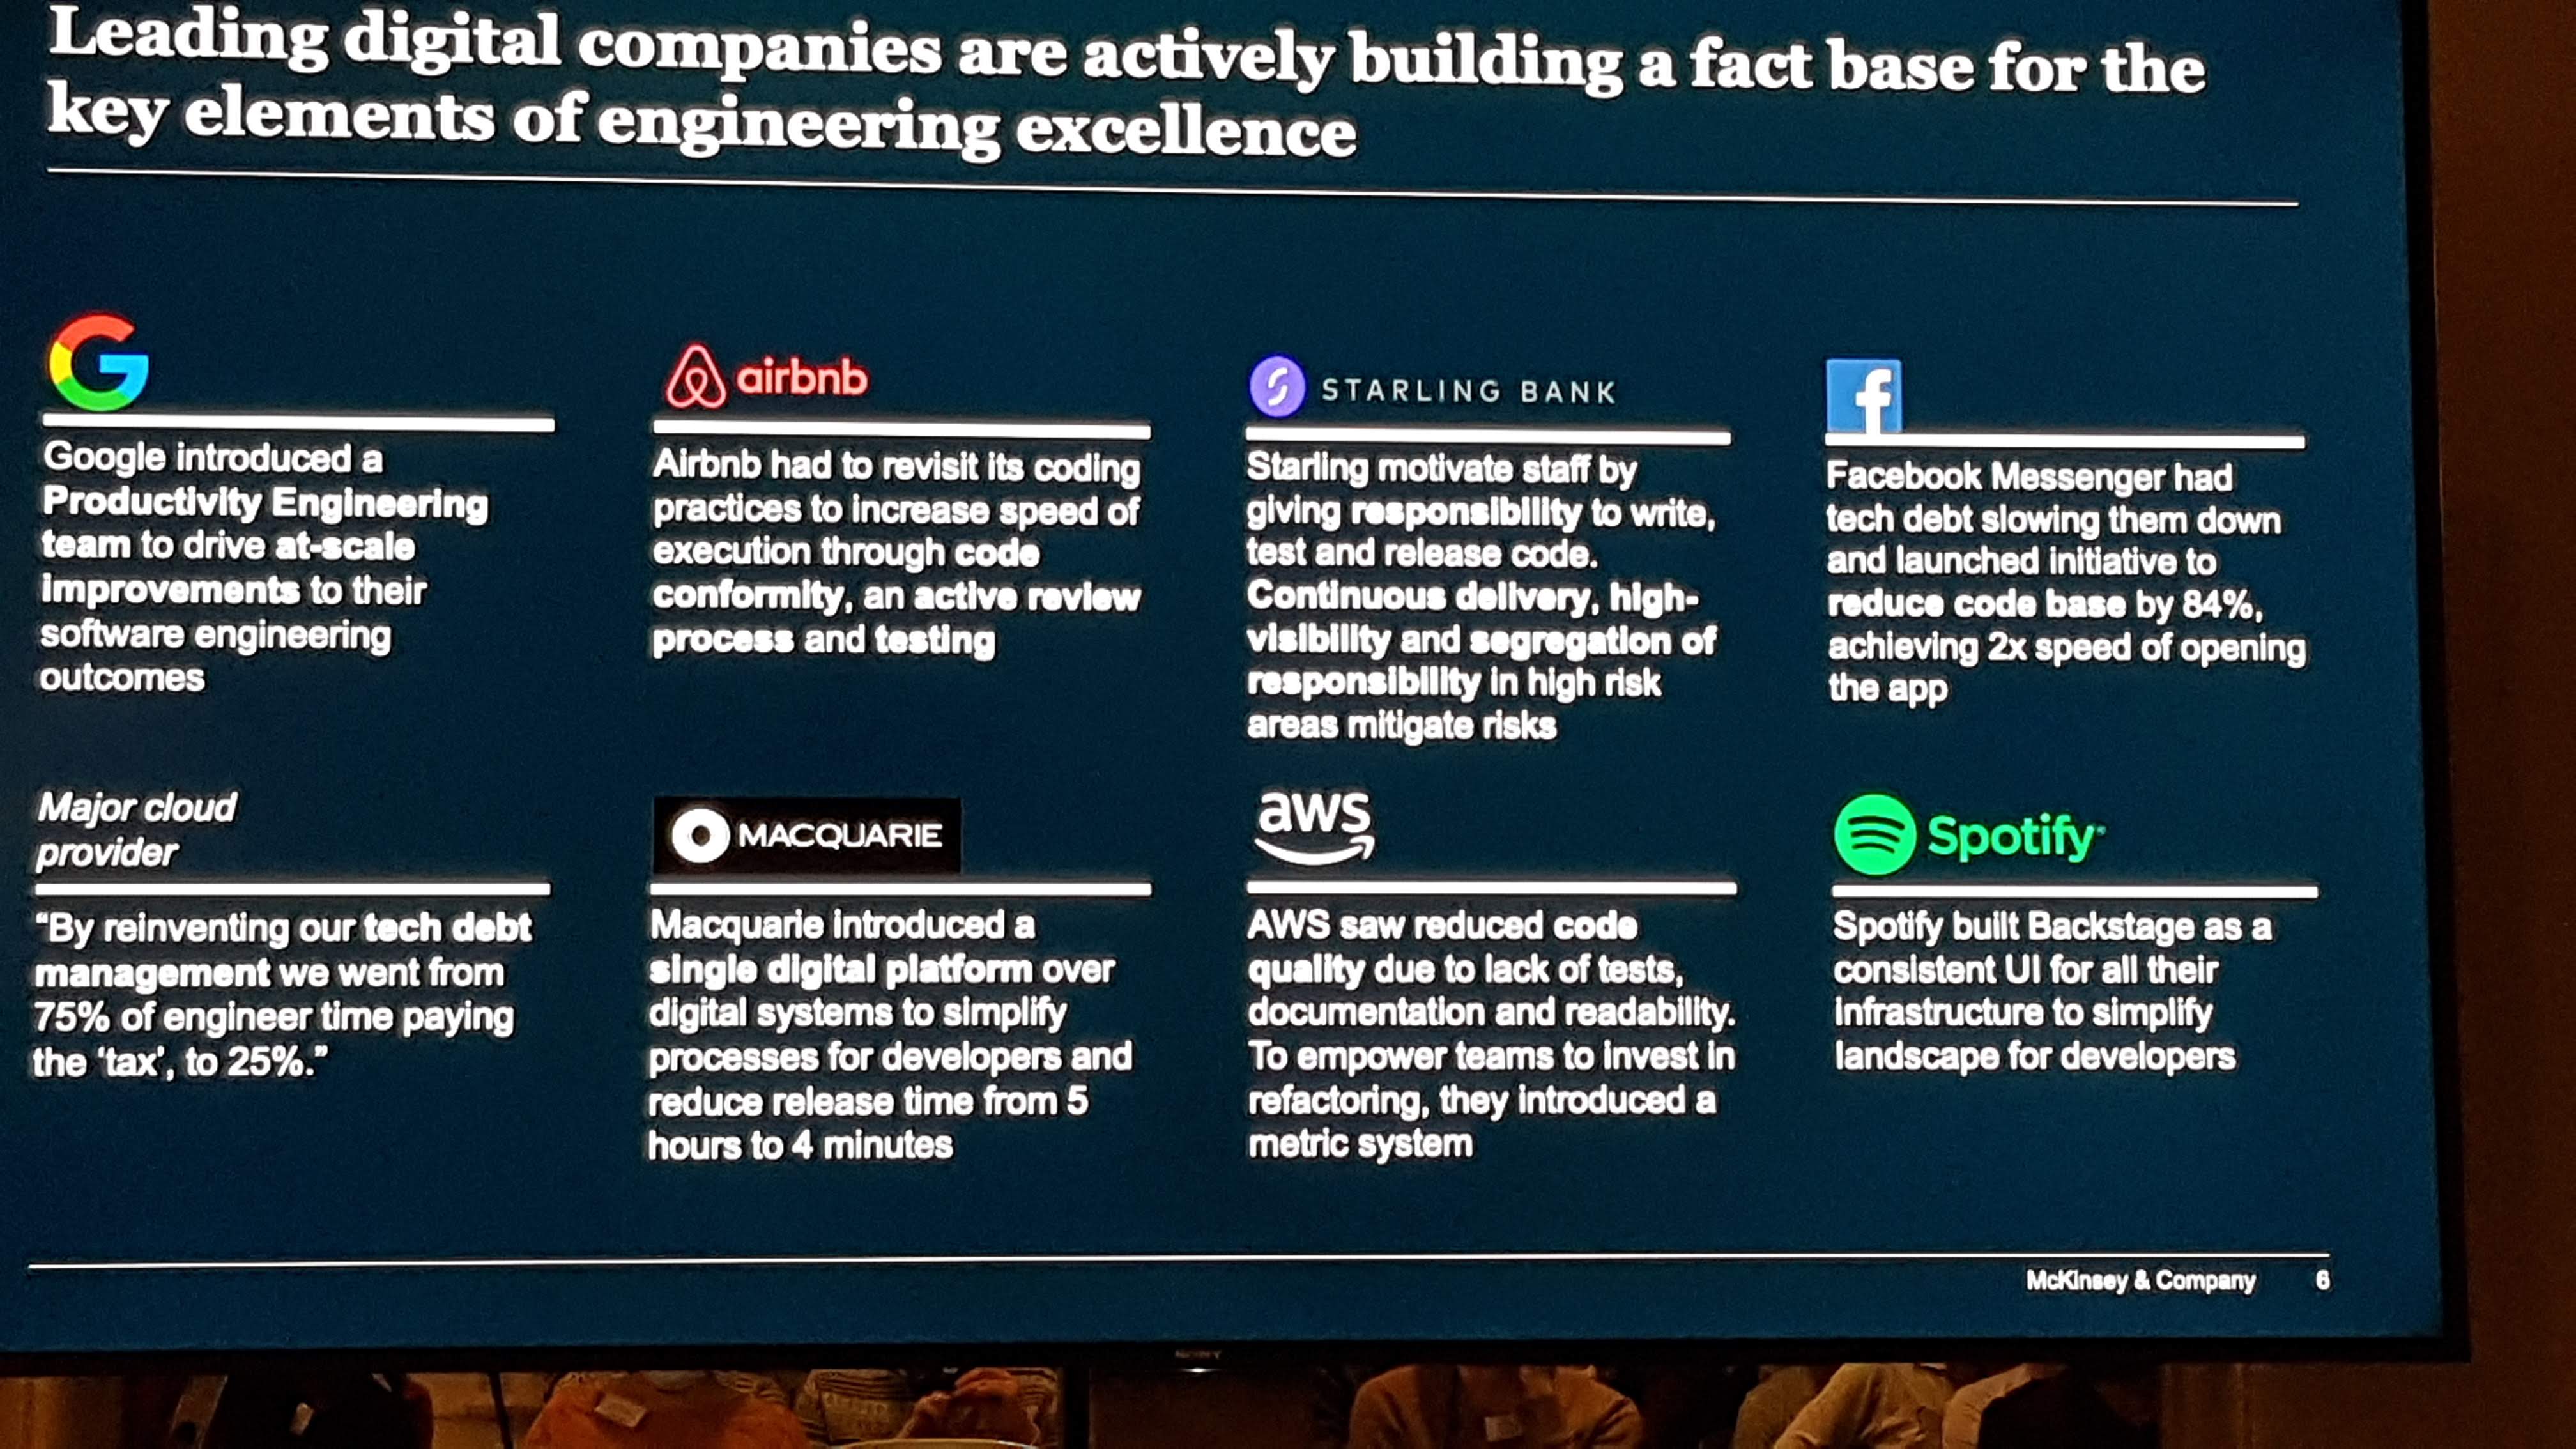 Leading digital companies are actively building a fact base for the
key elements of engineering excellence
G
Google introduced a
Productivity Engineering
team to drive at-scale
improvements to their
software engineering
outcomes
airbnb
Airbnb had to revisit its coding
practices to increase speed of
execution through code
conformity, an active review
process and testing
STARLING BANK
Starling motivate staff by
giving responsibility to write,
test and release code.
Continuous delivery, high-
visibility and segregation of
responsibility in high risk
areas mitigate risks
f
Facebook Messenger had
tech debt slowing them down
and launched initiative to
reduce code base by 84%,
achieving 2x speed of opening
the app
Major cloud
provider
“By reinventing our tech debt
management we went from
75% of engineer time paying
the ‘tax’, to 25%.”
MACQUARIE
Macquarie introduced a
single digital platform over
digital systems to simplify
processes for developers and
reduce release time from 5
hours to 4 minutes
aws
AWS saw reduced code
quality due to lack of tests,
documentation and readability.
To empower teams to invest in
refactoring, they introduced a
metric system
Spotify
Spotify built Backstage as a
consistent UI for all their
infrastructure to simplify
landscape for developers
McKinsey & Company 6